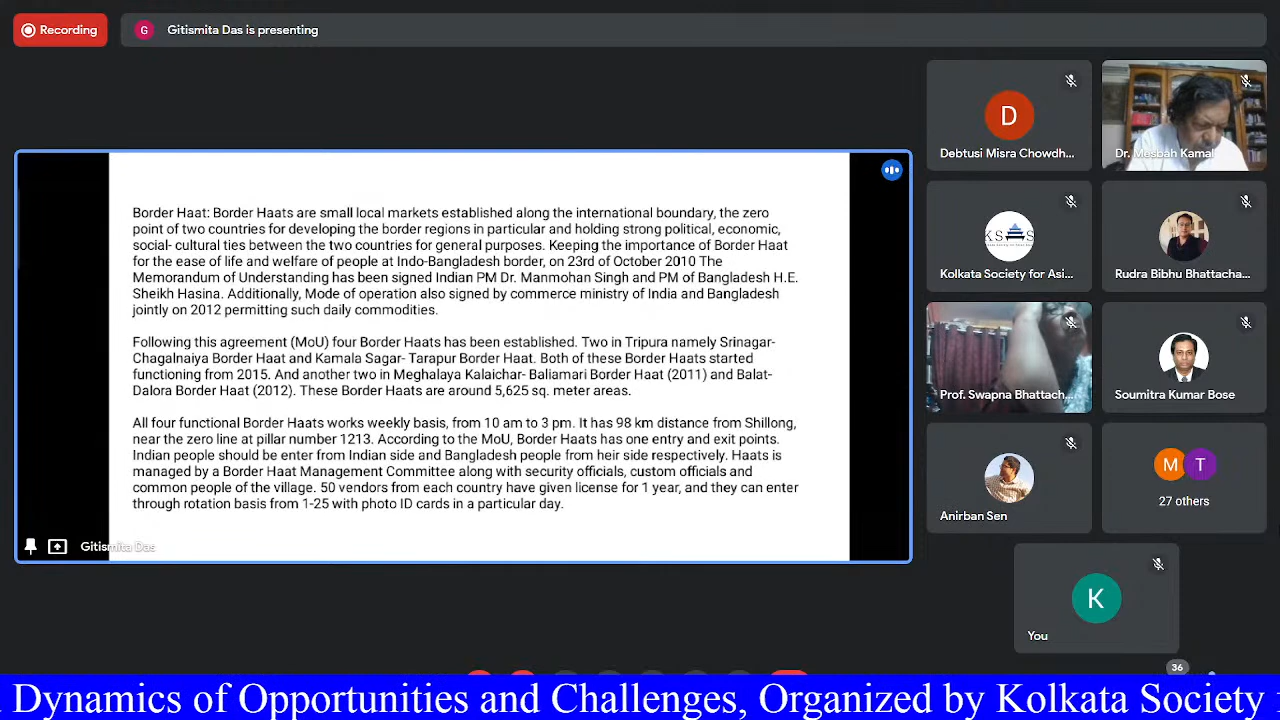 Recording
G
Gitismita Das is presenting
Border Haat: Border Haats are small local markets established along the international boundary, the zero
point of two countries for developing the border regions in particular and holding strong political, economic,
social- cultural ties between the two countries for general purposes. Keeping the importance of Border Haat
for the ease of life and welfare of people at Indo-Bangladesh border, on 23rd of October 2010 The
Memorandum of Understanding has been signed Indian PM Dr. Manmohan Singh and PM of Bangladesh H.E.
Sheikh Hasina. Additionally, Mode of operation also signed by commerce ministry of India and Bangladesh
jointly on 2012 permitting such daily commodities.
Following this agreement (MoU) four Border Haats has been established. Two in Tripura namely Srinagar-
Chagalnaiya Border Haat and Kamala Sagar- Tarapur Border Haat. Both of these Border Haats started
functioning from 2015. And another two in Meghalaya Kalaichar- Baliamari Border Haat (2011) and Balat-
Dalora Border Haat (2012). These Border Haats are around 5,625 sq. meter areas.
All four functional Border Haats works weekly basis, from 10 am to 3 pm. It has 98 km distance from Shillong,
near the zero line at pillar number 1213. According to the MoU, Border Haats has one entry and exit points.
Indian people should be enter from Indian side and Bangladesh people from heir side respectively. Haats is
managed by a Border Haat Management Committee along with security officials, custom officials and
common people of the village. 50 vendors from each country have given license for 1 year, and they can enter
through rotation basis from 1-25 with photo ID cards in a particular day.
Gitismita Das
D
Debtusi Misra Chowdh...
Dr. Mesbah Kamal
KSAS
Kolkata Society for Asi...
Rudra Bibhu Bhattacha...
Prof. Swapna Bhattach...
Soumitra Kumar Bose
Anirban Sen
M
T
27 others
K
You
36
Dynamics of Opportunities and Challenges, Organized by Kolkata Society